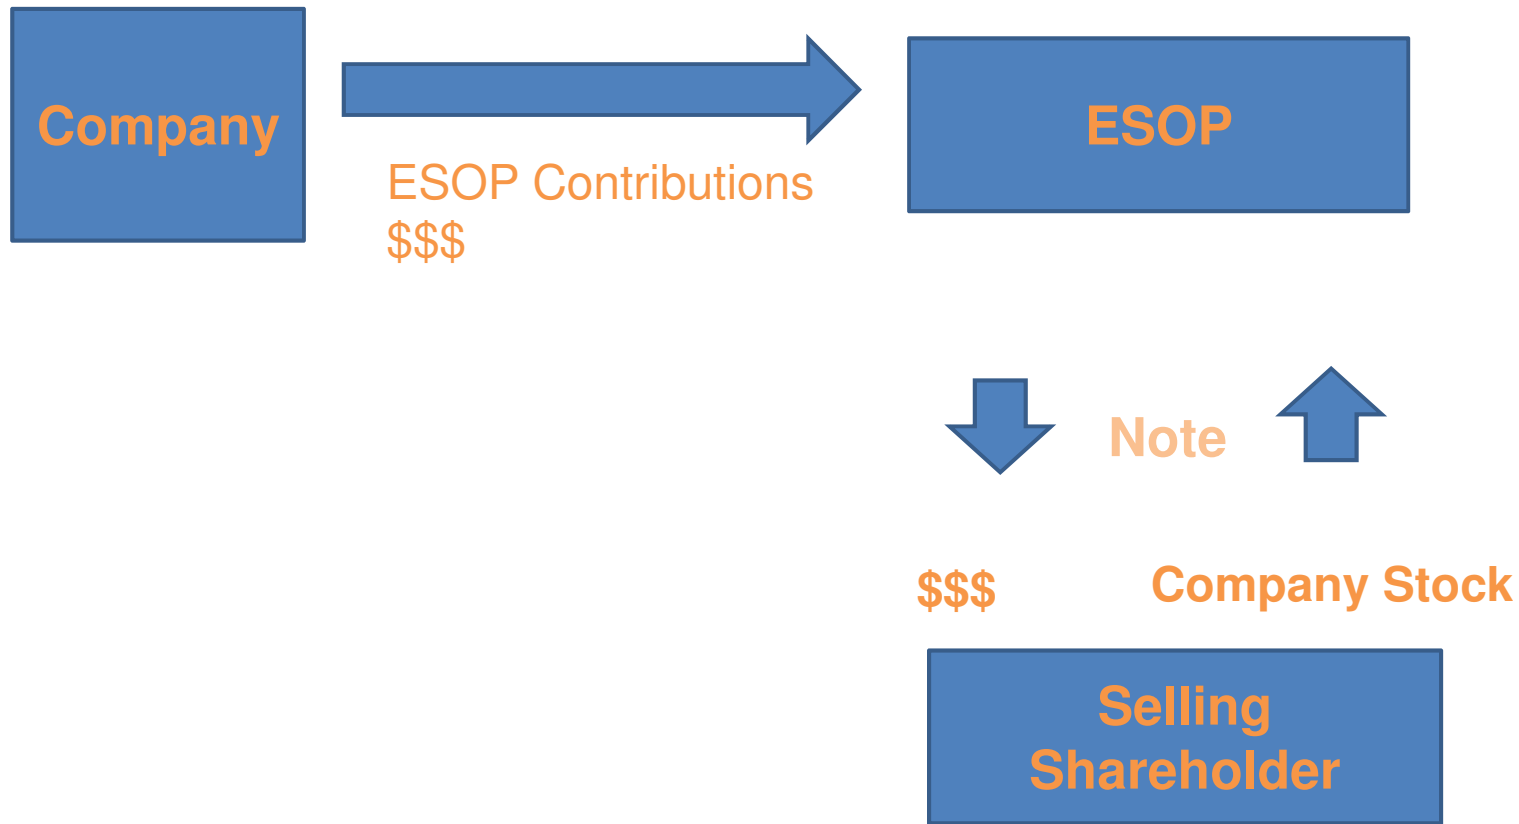 Company
ESOP
ESOP Contributions
$$$
Note
$$$
Company Stock
Selling
Shareholder